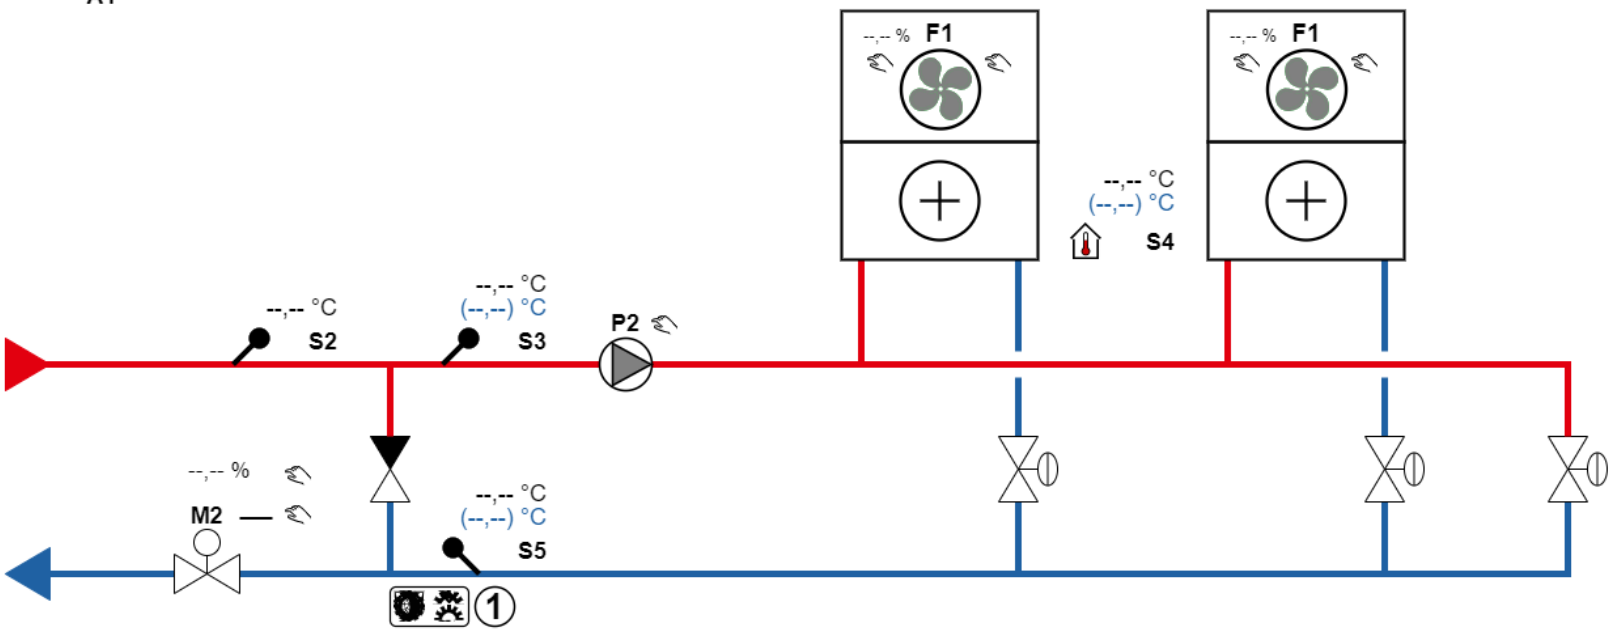 --,-- % F1
--,-- % F1
--,-- °C
(--,--) °C
S4
--,-- °C
S2
--,-- °C
(--,--) °C
S3
P2
--,-- %
M2
--,-- °C
(--,--) °C
S5
1